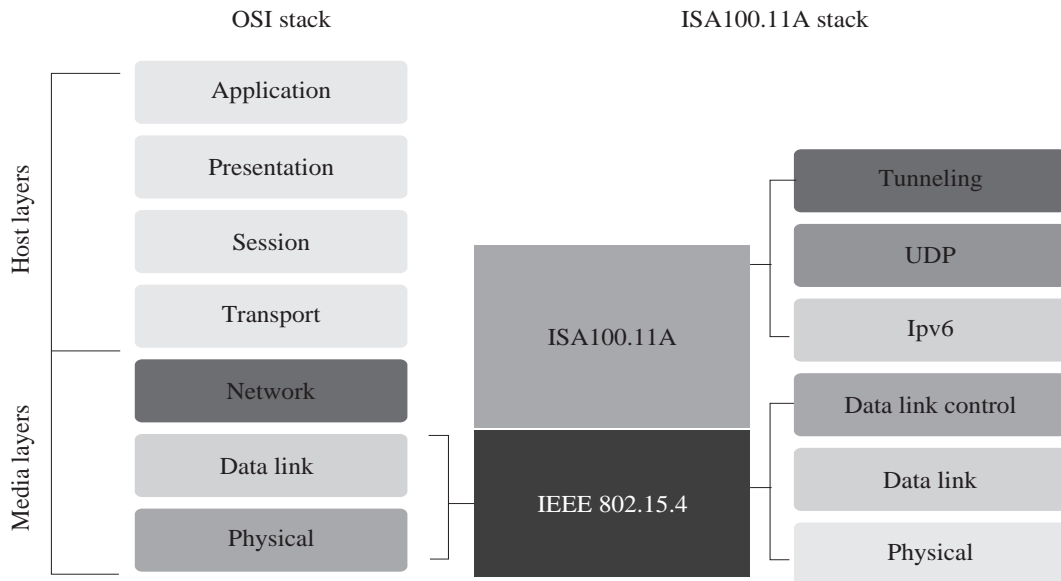 OSI stack
ISA100.11A stack
Host layers
Media layers
Application
Presentation
Session
Transport
Network
Data link
Physical
ISA100.11A
IEEE 802.15.4
Tunneling
UDP
Ipv6
Data link control
Data link
Physical